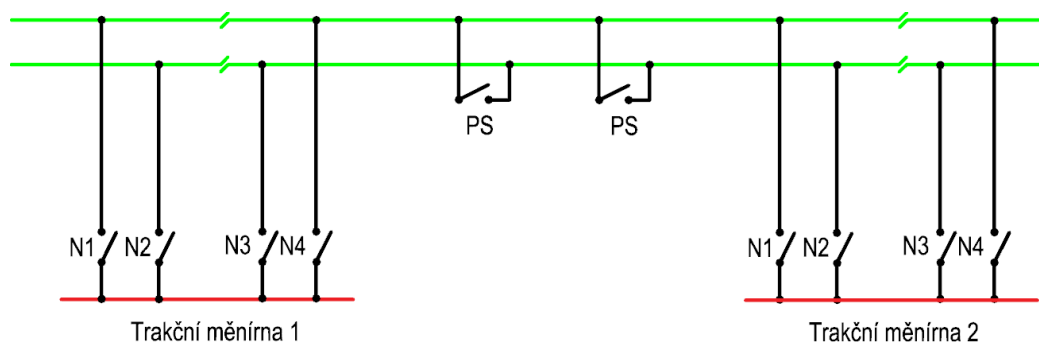 PS PS
N1 N2 N3 N4 N1 N2 N3 N4
Trakční měnírna 1 Trakční měnírna 2